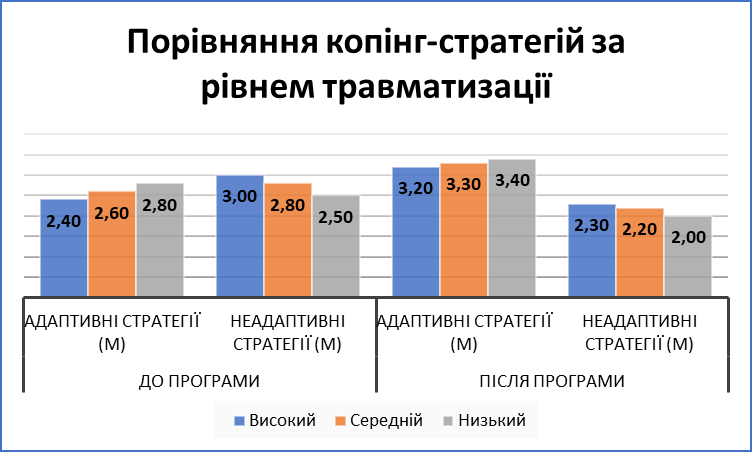 Порівняння копінг-стратегій за
рівнем травматизації
2,40
2,60
2,80
3,00
2,80
2,50
3,20
3,30
3,40
2,30
2,20
2,00
АДАПТИВНІ СТРАТЕГІЇ
(М)
НЕАДАПТИВНІ
СТРАТЕГІЇ (М)
АДАПТИВНІ СТРАТЕГІЇ
(М)
НЕАДАПТИВНІ
СТРАТЕГІЇ (М)
ДО ПРОГРАМИ
ПІСЛЯ ПРОГРАМИ
Високий
Середній
Низький